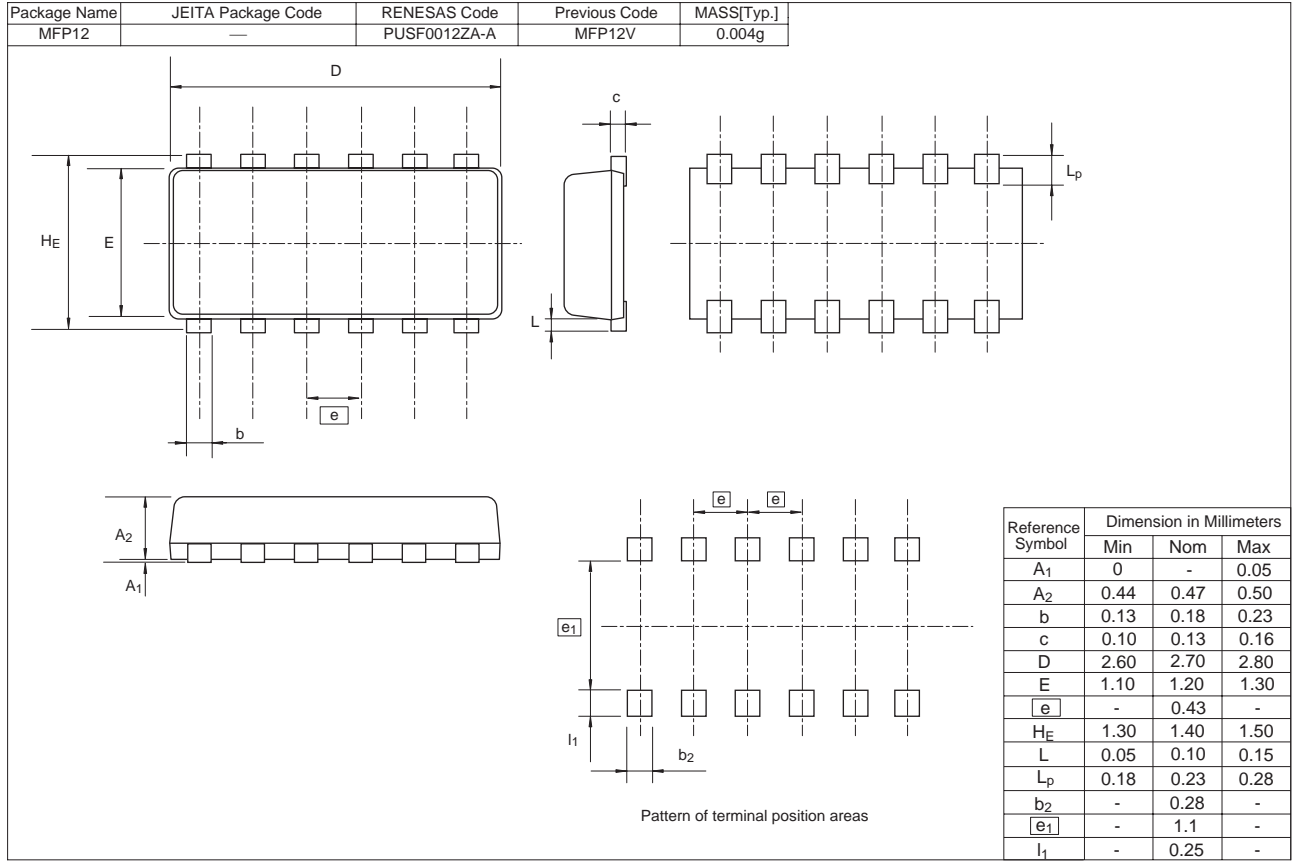 Package Name JEITA Package Code RENESAS Code Previous Code MASS[Typ.]
MFP12 — PUSF0012ZA-A MFP12V 0.004g
D
c
Lp
HE
E
L
e
b
A2
A1
e e
e1
l1
b2
Pattern of terminal position areas
Reference Symbol Dimension in Millimeters
Min Nom Max
A1 0 - 0.05
A2 0.44 0.47 0.50
b 0.13 0.18 0.23
c 0.10 0.13 0.16
D 2.60 2.70 2.80
E 1.10 1.20 1.30
e - 0.43 -
HE 1.30 1.40 1.50
L 0.05 0.10 0.15
Lp 0.18 0.23 0.28
b2 - 0.28 -
e1 - 1.1 -
l1 - 0.25 -